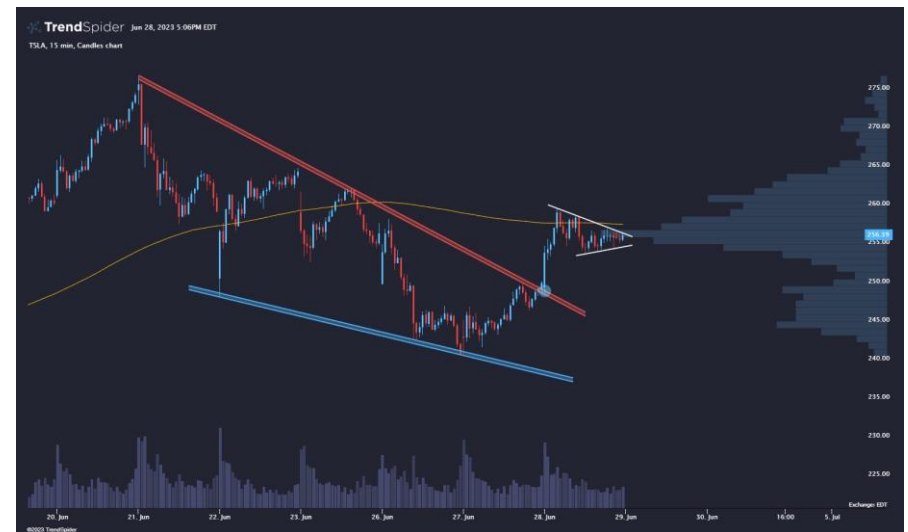 TrendSpider Jun 28, 2023 5:06PM EDT
TSLA, 15 min, Candles chart
275.00
270.00
265.00
260.00
256.59
255.00
250.00
245.00
240.00
235.00
230.00
225.00
Exchange EDT
20. Jun 21. Jun 22. Jun 23. Jun 26. Jun 27. Jun 28. Jun 29. Jun 30. Jun 16:00 5. Jul
©2023 TrendSpider